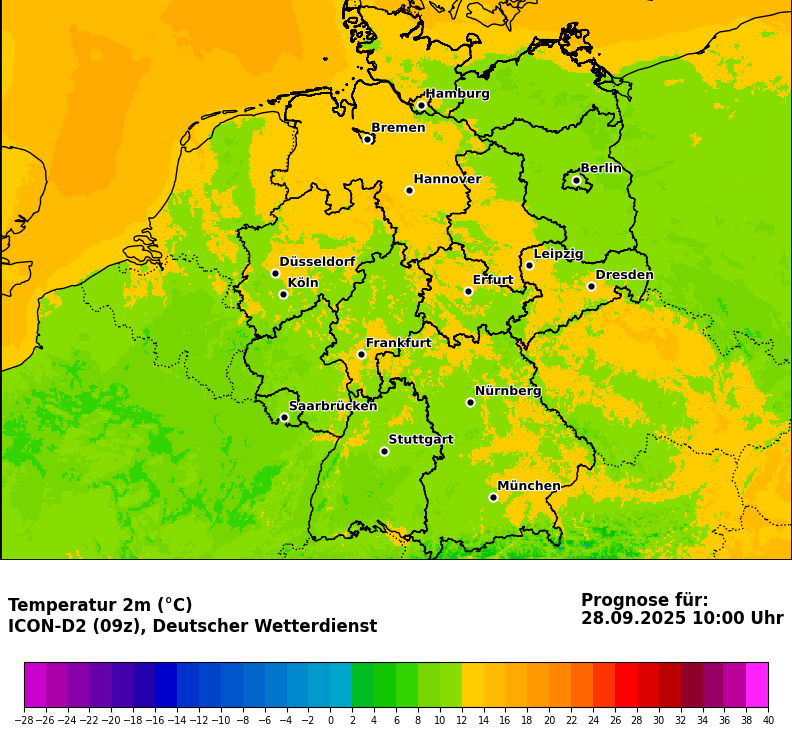 Hamburg
Bremen
Berlin
Hannover
Leipzig
Düsseldorf
Dresden
Köln
Erfurt
Frankfurt
Nürnberg
Saarbrücken
Stuttgart
München
Temperatur 2m (°C)
ICON-D2 (09z), Deutscher Wetterdienst
Prognose für:
28.09.2025 10:00 Uhr
−28 −26 −24 −22 −20 −18 −16 −14 −12 −10 −8 −6 −4 −2 0 2 4 6 8 10 12 14 16 18 20 22 24 26 28 30 32 34 36 38 40